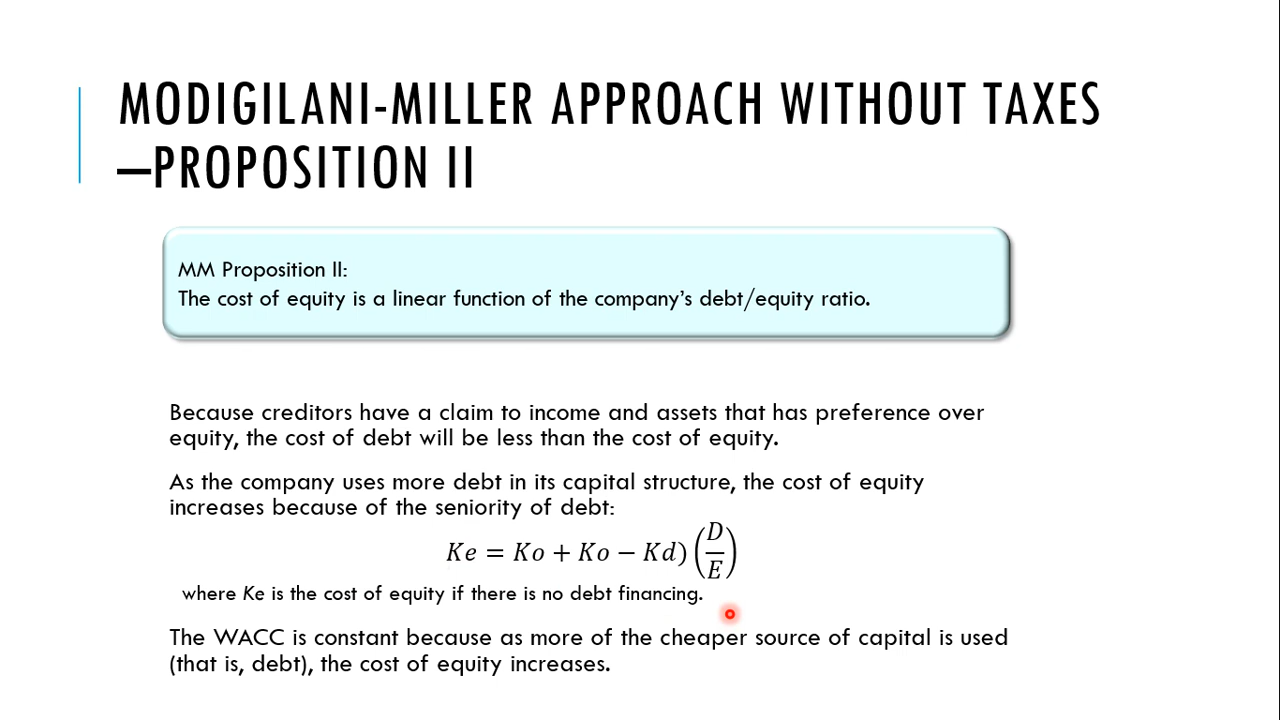 MODIGILANI-MILLER APPROACH WITHOUT TAXES
–PROPOSITION II
MM Proposition II:
The cost of equity is a linear function of the company's debt/equity ratio.
Because creditors have a claim to income and assets that has preference over
equity, the cost of debt will be less than the cost of equity.
As the company uses more debt in its capital structure, the cost of equity
increases because of the seniority of debt:
Ke = Ko + Ko − Kd) (D/E)
where Ke is the cost of equity if there is no debt financing.
The WACC is constant because as more of the cheaper source of capital is used
(that is, debt), the cost of equity increases.